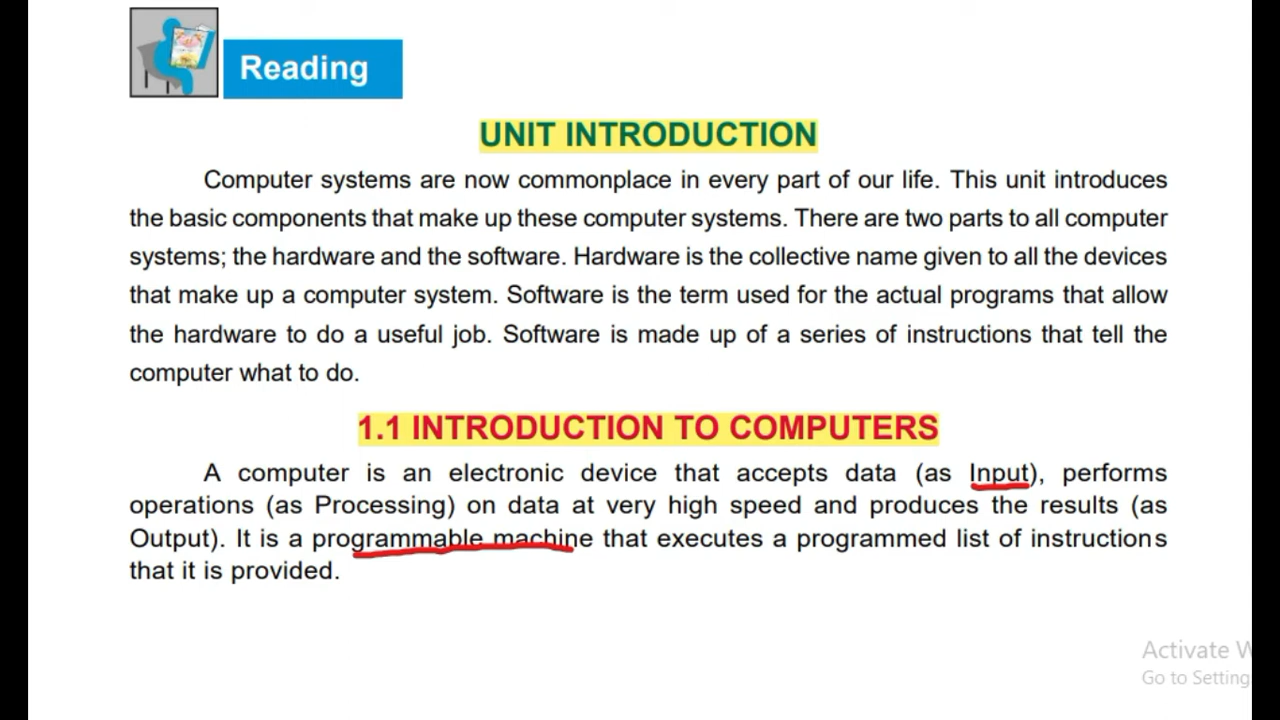 Reading
UNIT INTRODUCTION
Computer systems are now commonplace in every part of our life. This unit introduces
the basic components that make up these computer systems. There are two parts to all computer
systems; the hardware and the software. Hardware is the collective name given to all the devices
that make up a computer system. Software is the term used for the actual programs that allow
the hardware to do a useful job. Software is made up of a series of instructions that tell the
computer what to do.
1.1 INTRODUCTION TO COMPUTERS
A computer is an electronic device that accepts data (as Input), performs
operations (as Processing) on data at very high speed and produces the results (as
Output). It is a programmable machine that executes a programmed list of instructions
that it is provided.
Activate W
Go to Setting